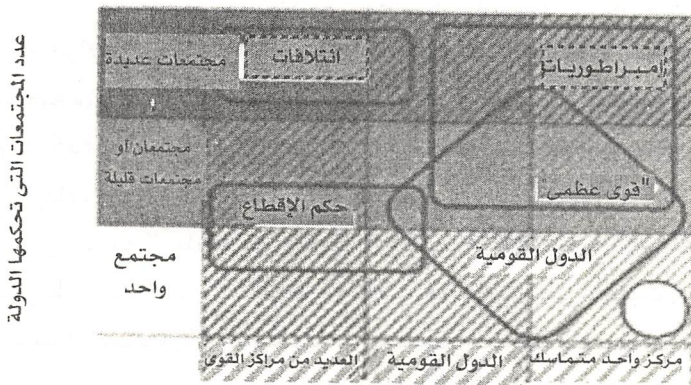 عدد المجتمعات التى تحكمها الدولة
امبراطوريات
ائتلافات
مجتمعات عديدة
مجتمعان أو
مجتمعات قليلة
"قوى عظمى"
حكم الإقطاع
الدول القومية
مجتمع
واحد
مركز واحد متماسك
الدول القومية
العديد من مراكز القوى